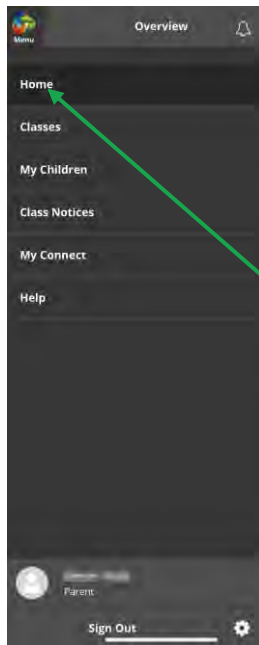 Menu
Overview
Home
Classes
My Children
Class Notices
My Connect
Help
Parent
Sign Out